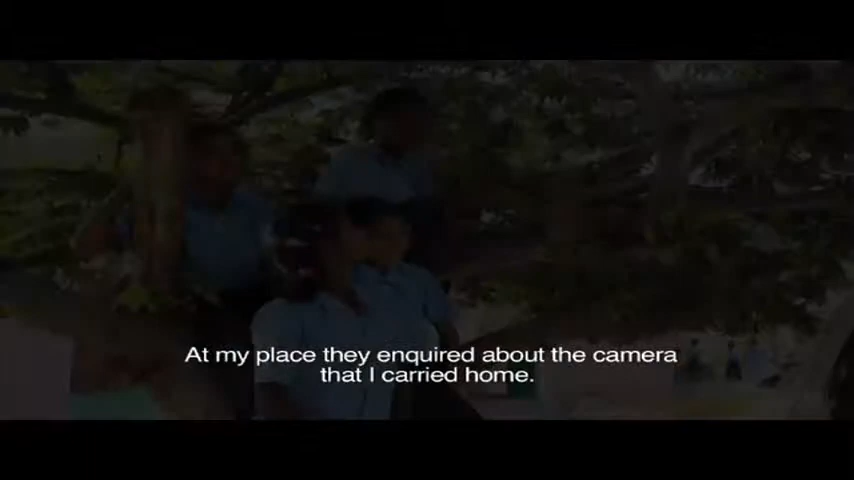 At my place they enquired about the camera
that I carried home.